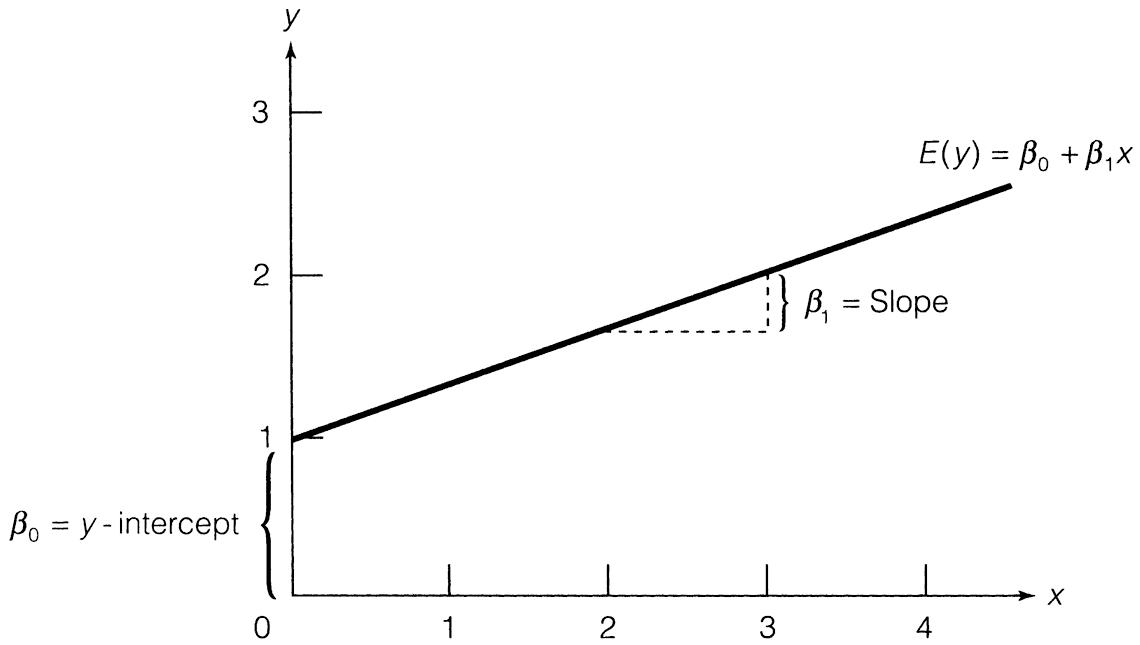 y
3
E(y) = β₀ + β₁x
2
β₁ = Slope
1
β₀ = y - intercept
x
0 1 2 3 4